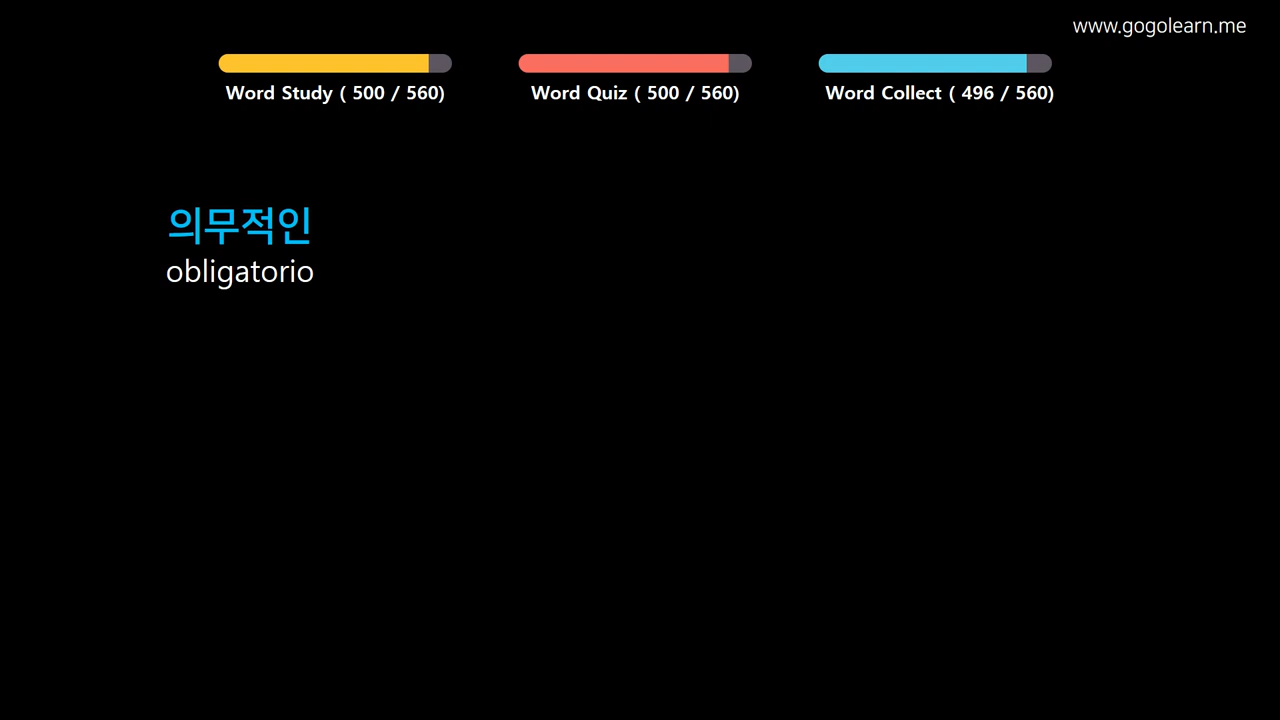 www.gogolearn.me
Word Study ( 500 / 560)
Word Quiz ( 500 / 560)
Word Collect ( 496 / 560)
의무적인
obligatorio